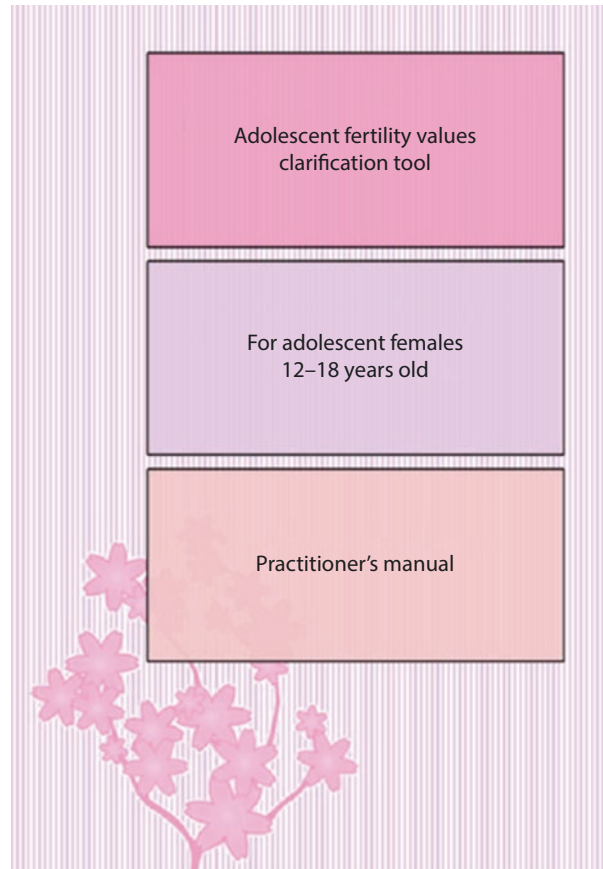 Adolescent fertility values
clarification tool
For adolescent females
12–18 years old
Practitioner’s manual